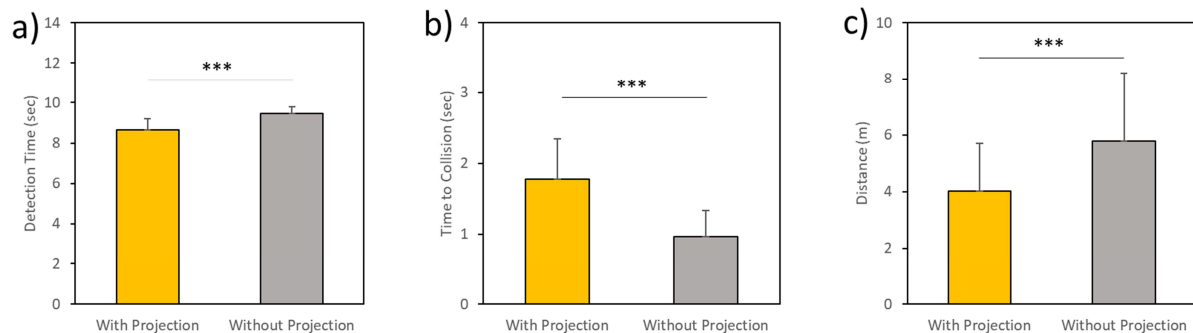 a)
Detection Time (sec)
14
12
10
8
6
4
2
0
***
With Projection
Without Projection
b)
Time to Collision (sec)
4
3
2
1
0
***
With Projection
Without Projection
c)
Distance (m)
10
8
6
4
2
0
***
With Projection
Without Projection